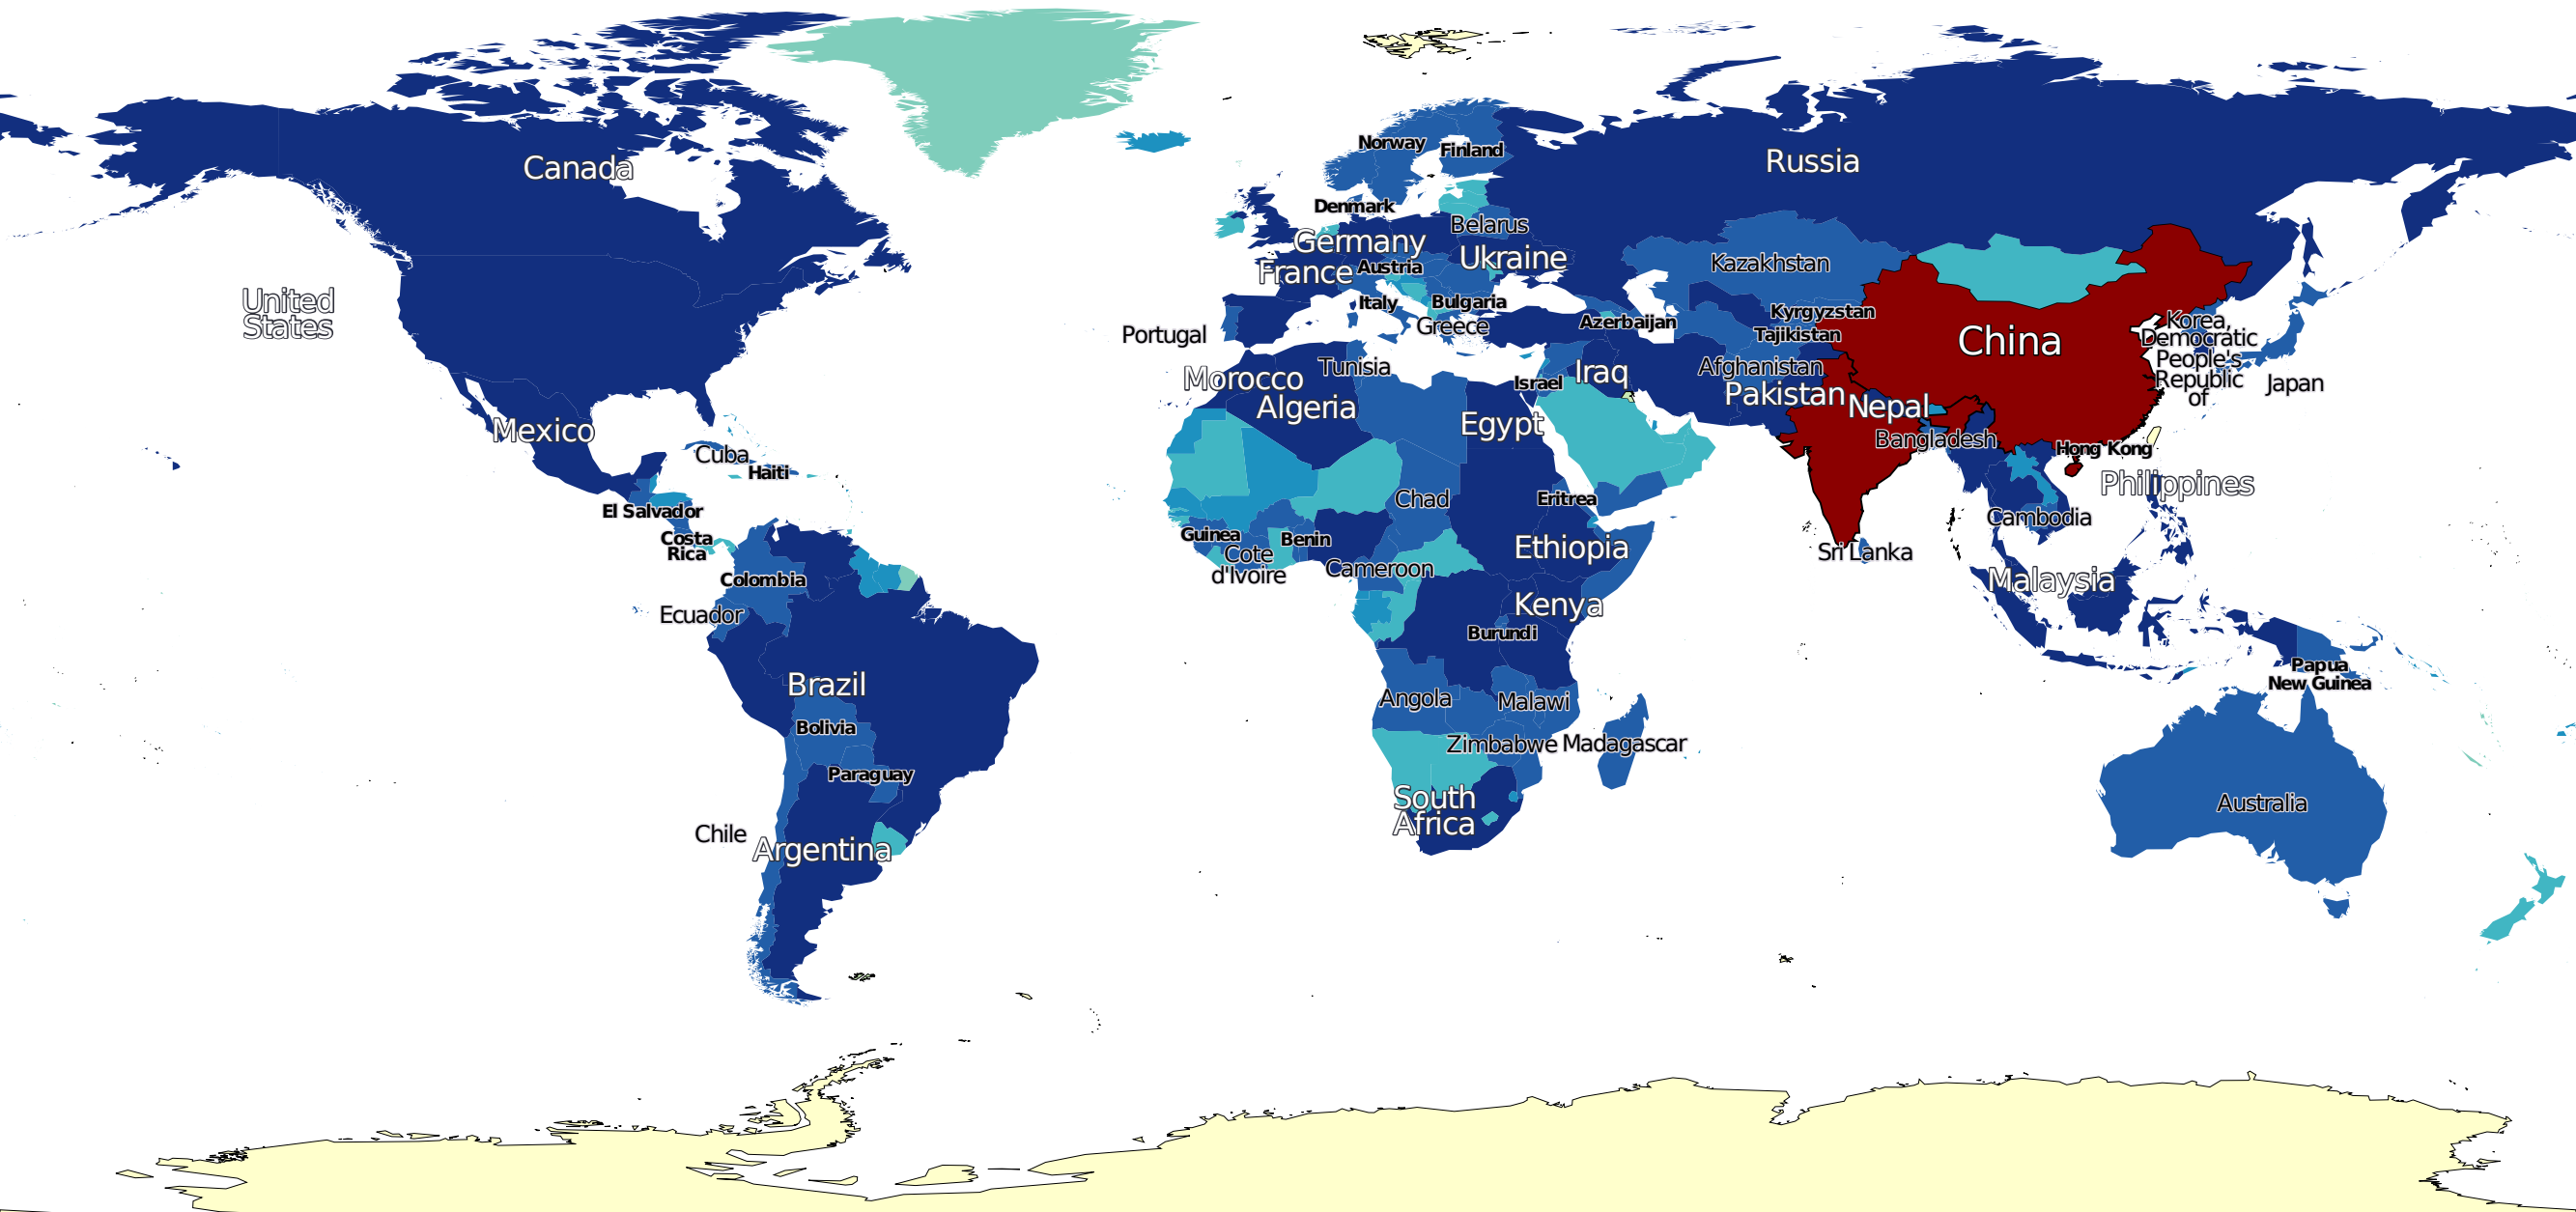 Canada
Russia
Norway
Finland
Denmark
Belarus
Germany
Ukraine
France
Austria
Kazakhstan
United
States
Italy
Bulgaria
Kyrgyzstan
Portugal
Greece
Azerbaijan
Tajikistan
China
Korea,
Democratic
People's
Republic
of
Japan
Morocco
Tunisia
Israel
Iraq
Afghanistan
Pakistan
Nepal
Algeria
Egypt
Mexico
Bangladesh
Hong Kong
Cuba
Haiti
Philippines
El Salvador
Chad
Eritrea
Cambodia
Costa
Rica
Guinea
Cote
d'Ivoire
Benin
Ethiopia
Sri Lanka
Colombia
Cameroon
Malaysia
Ecuador
Kenya
Burundi
Brazil
Papua
New Guinea
Angola
Malawi
Bolivia
Zimbabwe
Madagascar
Paraguay
South
Africa
Australia
Chile
Argentina